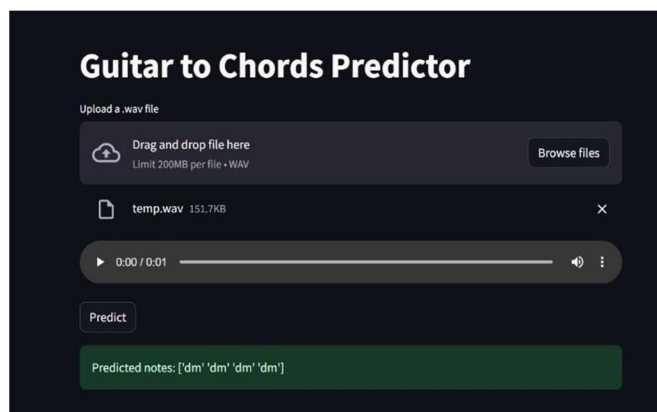 Guitar to Chords Predictor
Upload a .wav file
Drag and drop file here
Limit 200MB per file • WAV
Browse files
temp.wav 151.7KB
0:00 / 0:01
Predict
Predicted notes: ['dm' 'dm' 'dm' 'dm']